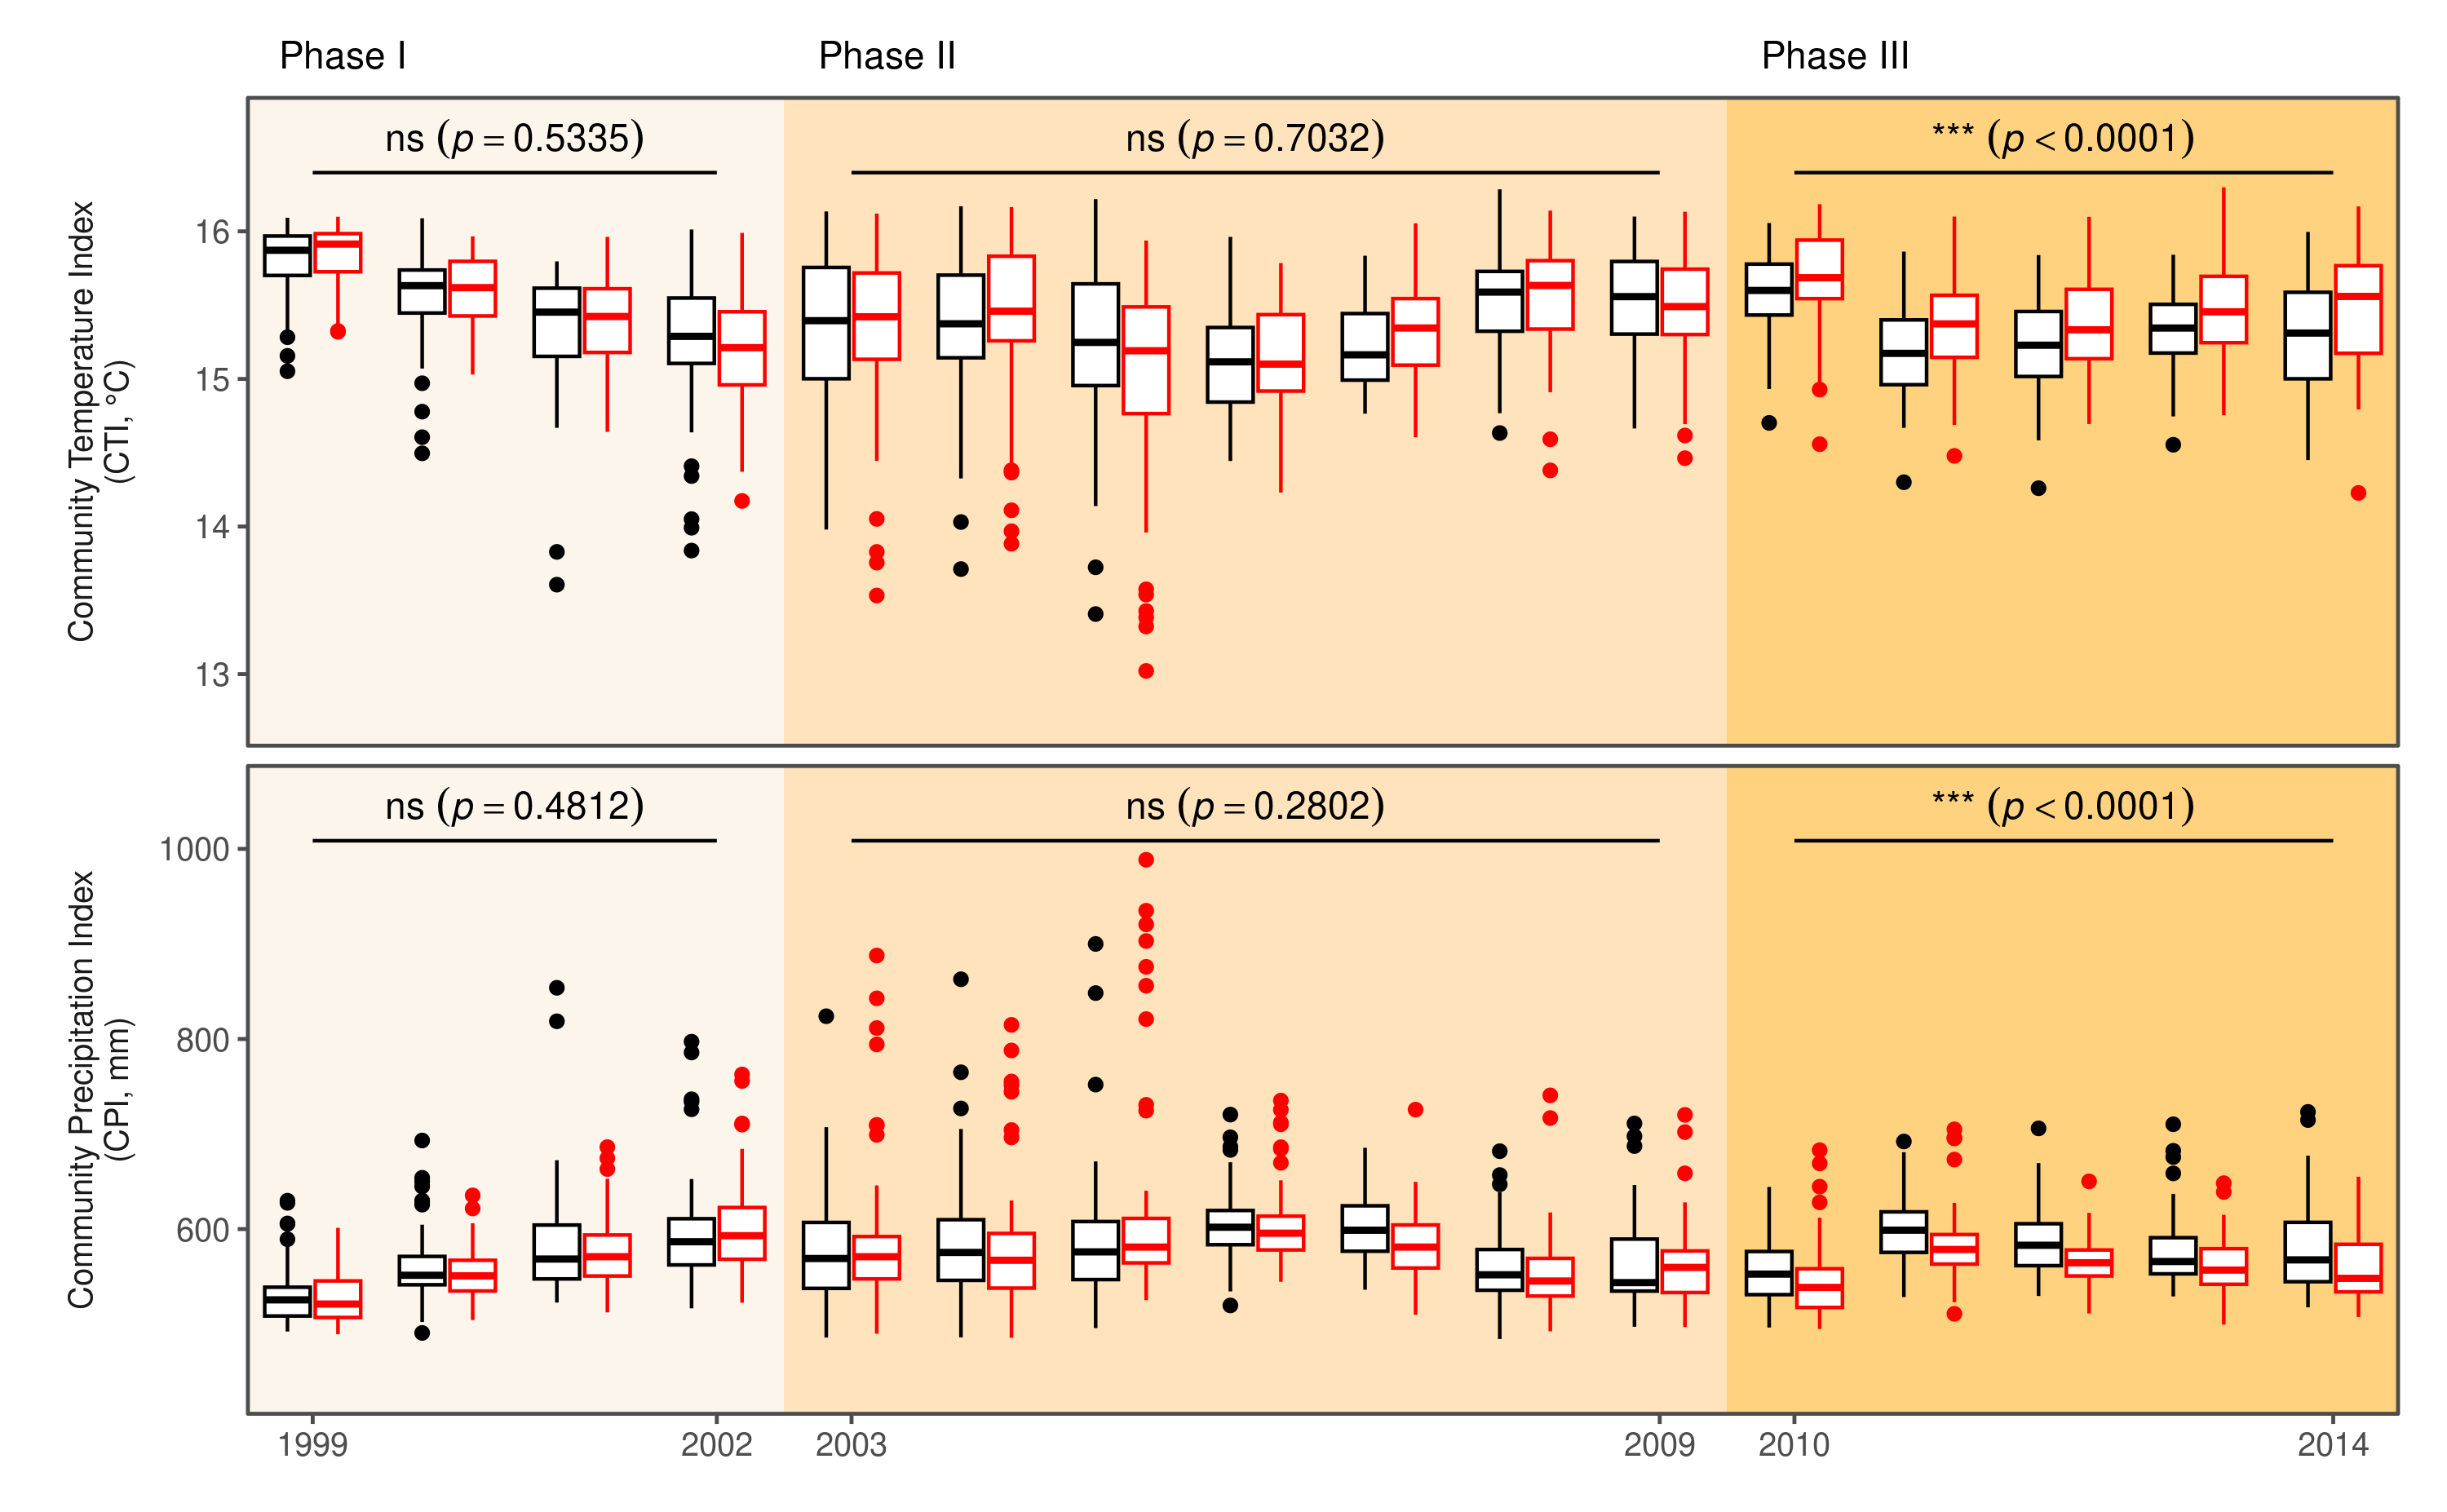 Phase I
Phase II
Phase III
ns (p = 0.5335)
ns (p = 0.7032)
*** (p < 0.0001)
Community Temperature Index
(CTI, °C)
16
15
14
13
ns (p = 0.4812)
ns (p = 0.2802)
*** (p < 0.0001)
Community Precipitation Index
(CPI, mm)
1000
800
600
1999
2002
2003
2009
2010
2014